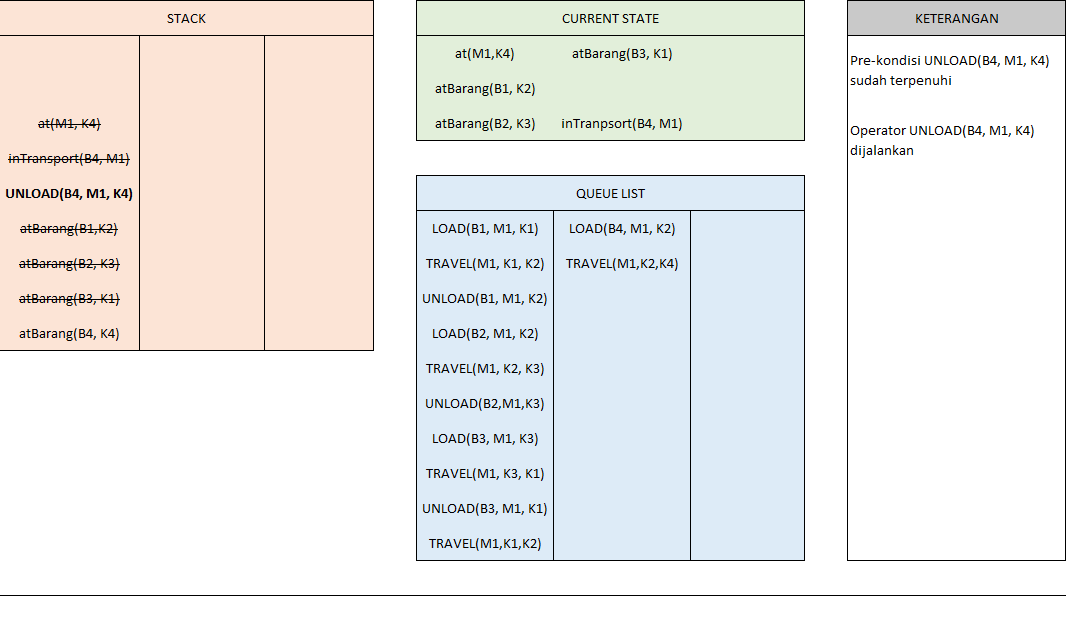 STACK
at(M1, K4)
inTransport(B4, M1)
UNLOAD(B4, M1, K4)
atBarang(B1,K2)
atBarang(B2, K3)
atBarang(B3, K1)
atBarang(B4, K4)
CURRENT STATE
at(M1,K4) atBarang(B3, K1)
atBarang(B1, K2)
atBarang(B2, K3) inTranpsort(B4, M1)
QUEUE LIST
LOAD(B1, M1, K1) LOAD(B4, M1, K2)
TRAVEL(M1, K1, K2) TRAVEL(M1,K2,K4)
UNLOAD(B1, M1, K2)
LOAD(B2, M1, K2)
TRAVEL(M1, K2, K3)
UNLOAD(B2,M1,K3)
LOAD(B3, M1, K3)
TRAVEL(M1, K3, K1)
UNLOAD(B3, M1, K1)
TRAVEL(M1,K1,K2)
KETERANGAN
Pre-kondisi UNLOAD(B4, M1, K4)
sudah terpenuhi
Operator UNLOAD(B4, M1, K4)
dijalankan